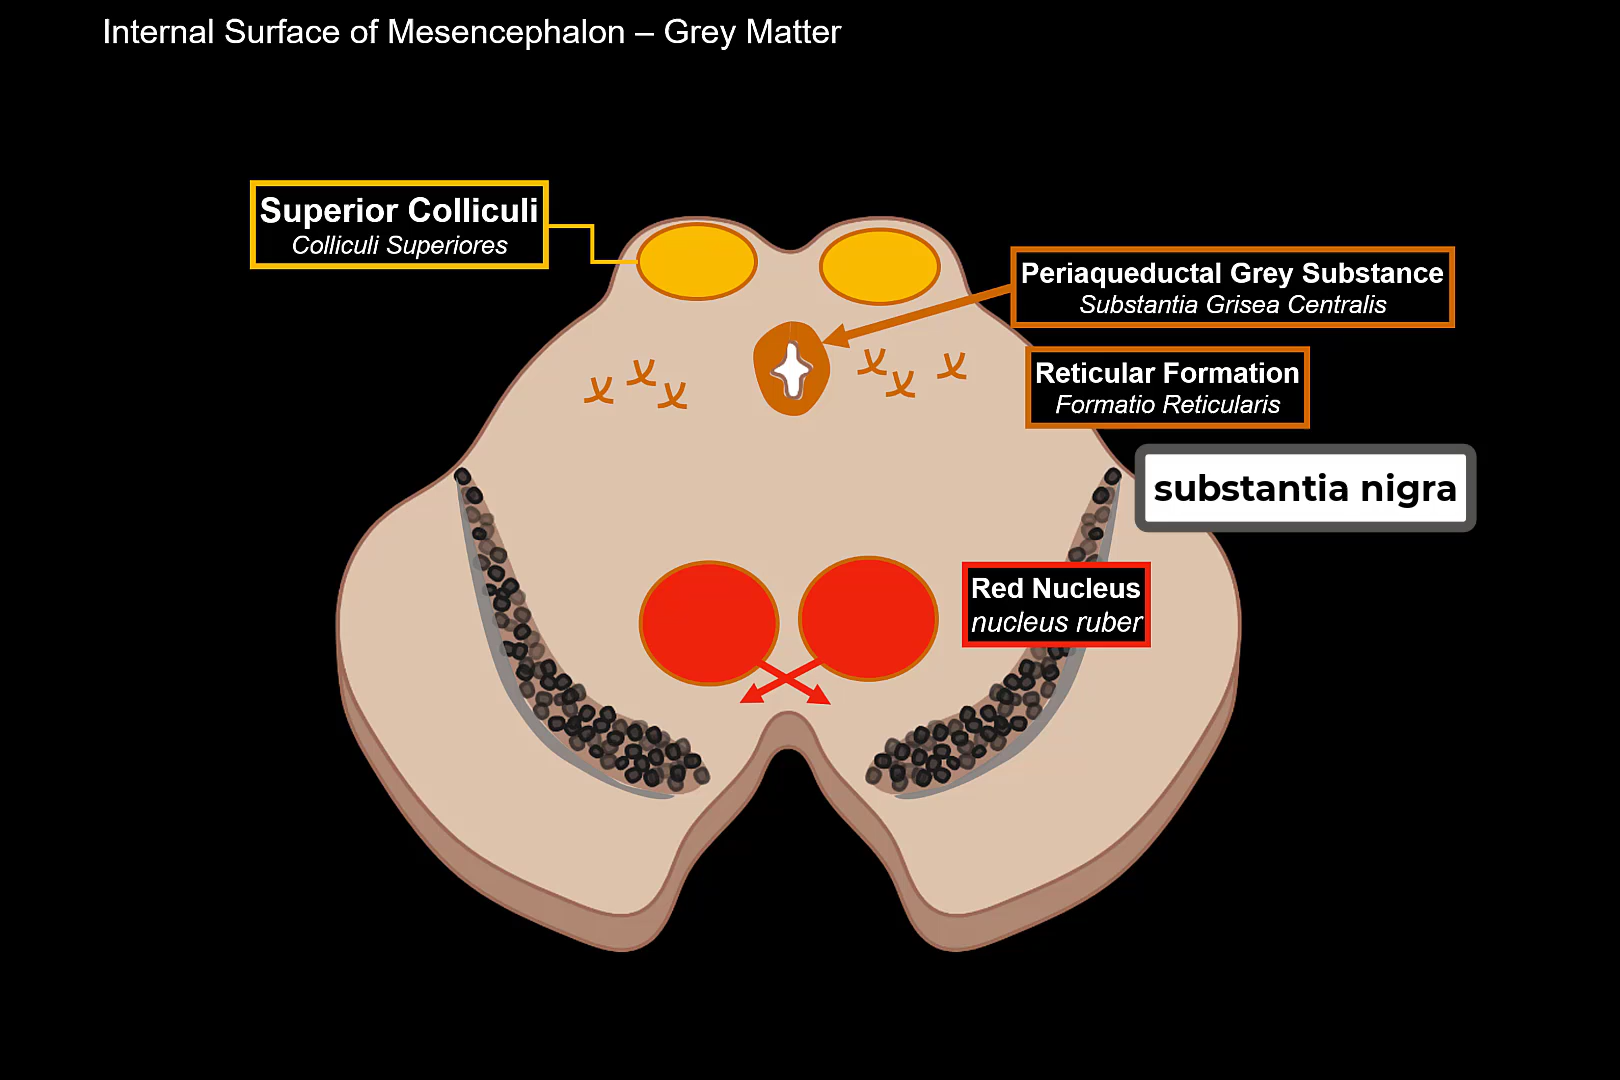 Internal Surface of Mesencephalon – Grey Matter
Superior Colliculi
Colliculi Superiores
Periaqueductal Grey Substance
Substantia Grisea Centralis
Reticular Formation
Formatio Reticularis
substantia nigra
Red Nucleus
nucleus ruber